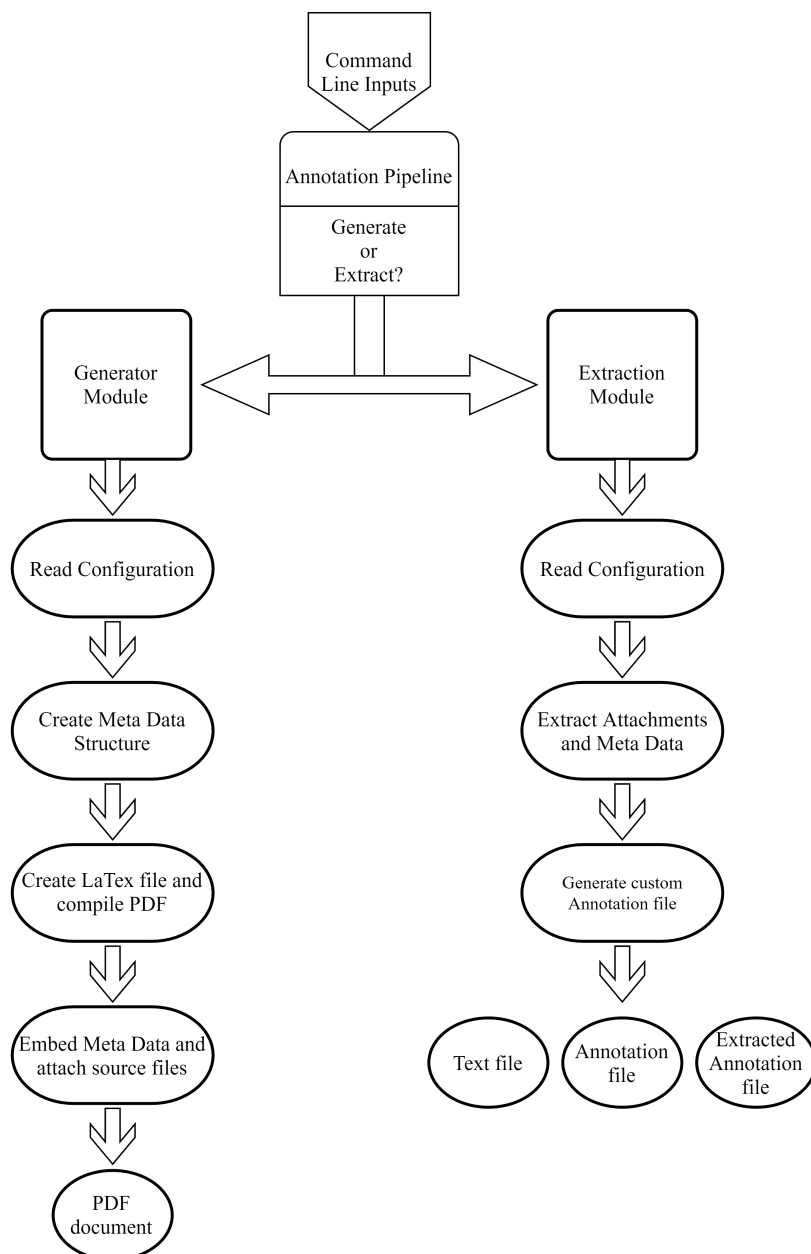 Command
Line Inputs
Annotation Pipeline
Generate
or
Extract?
Generator
Module
Extraction
Module
Read Configuration
Read Configuration
Create Meta Data
Structure
Extract Attachments
and Meta Data
Create LaTex file and
compile PDF
Generate custom
Annotation file
Embed Meta Data and
attach source files
Text file
Annotation
file
Extracted
Annotation
file
PDF
document